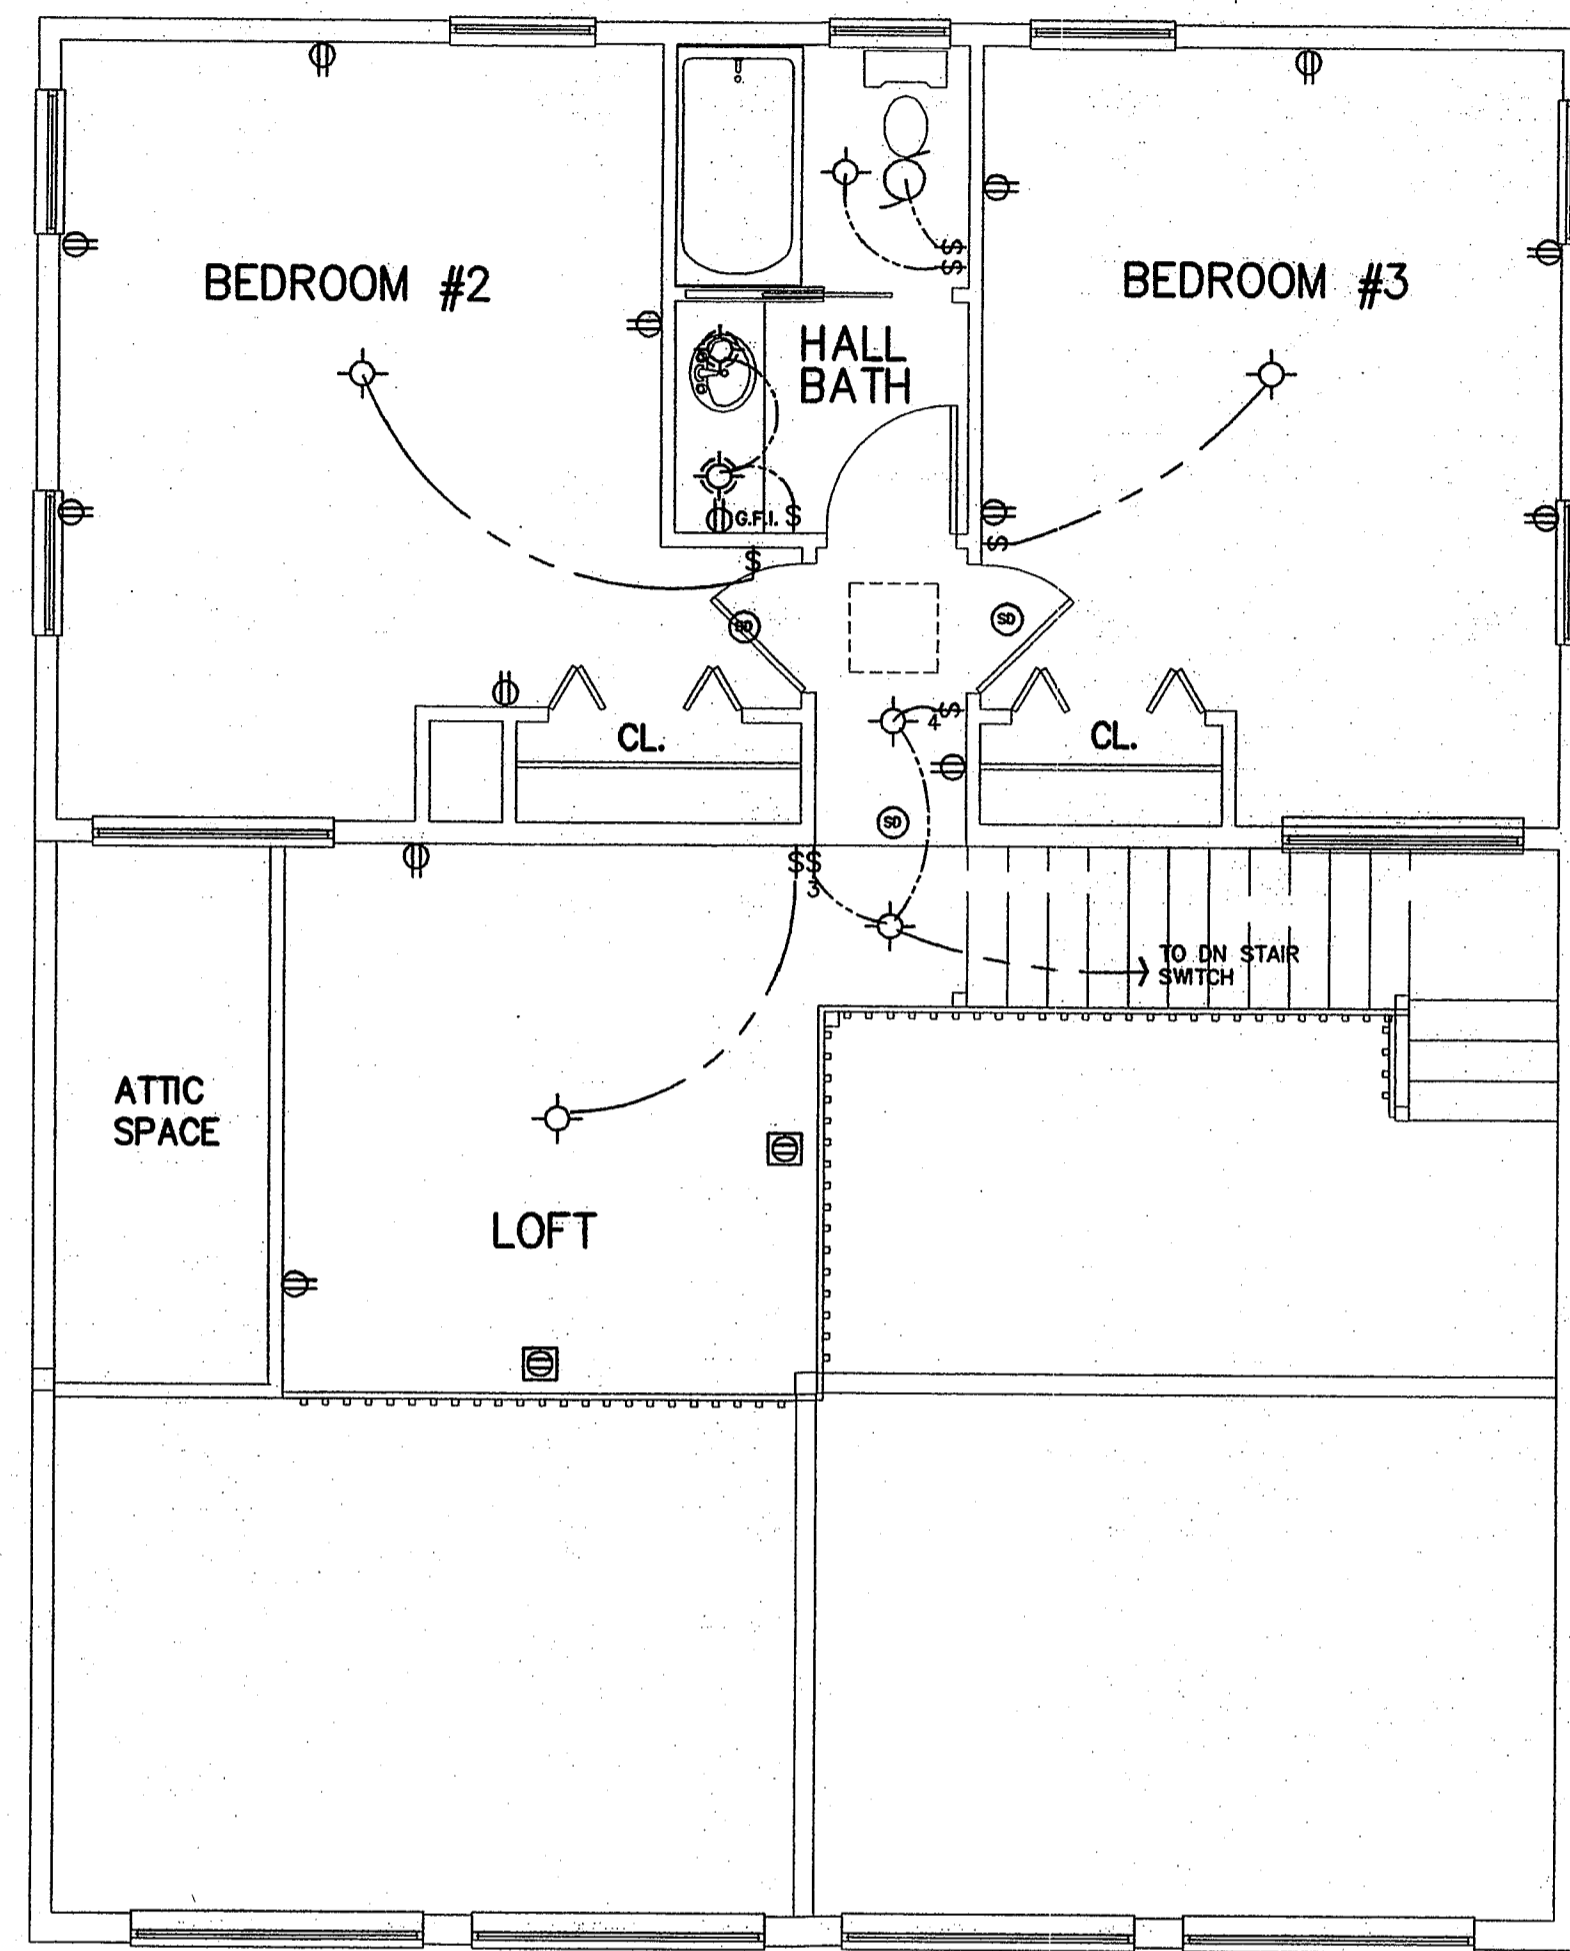 BEDROOM #2
BEDROOM #3
HALL
BATH
S
S
G.F.I. S
S
S
SD
SD
4 S
CL.
CL.
SD
SS
3
TO DN STAIR
SWITCH
ATTIC
SPACE
LOFT